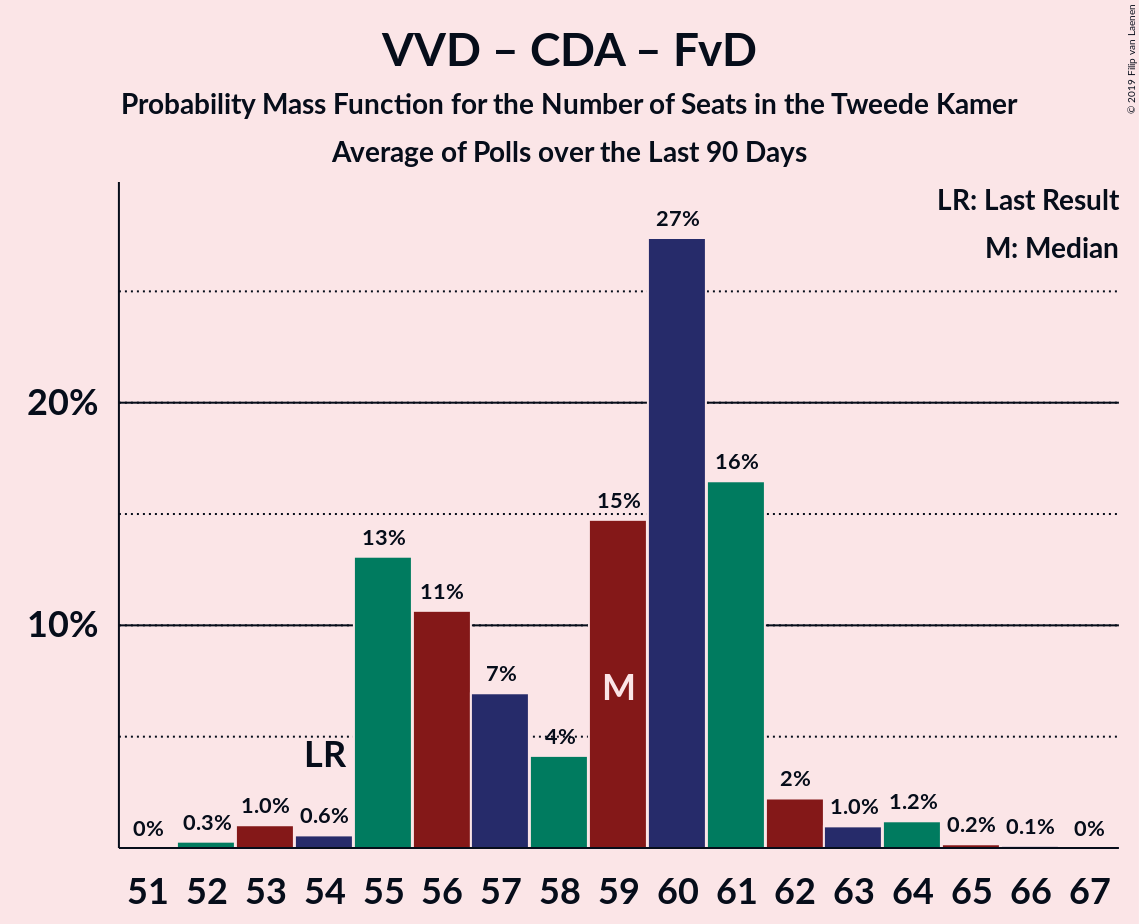 VVD – CDA – FvD
Probability Mass Function for the Number of Seats in the Tweede Kamer
Average of Polls over the Last 90 Days
© 2019 Filip van Laenen
LR: Last Result
M: Median
27%
20%
16%
15%
13%
11%
10%
7%
M
4%
LR
2%
1.0%
1.0%
1.2%
0.6%
0.3%
0.2%
0.1%
0%
0%
51 52 53 54 55 56 57 58 59 60 61 62 63 64 65 66 67